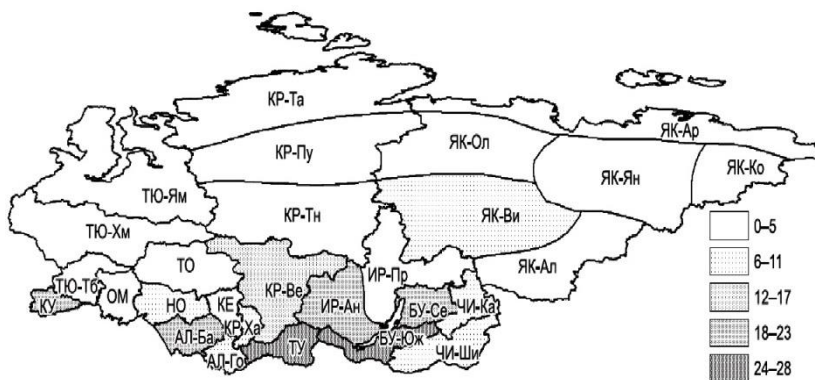 КР-Та
ЯК-Ар
КР-Пу
ЯК-Ол
ЯК-Ко
ЯК-Ян
ТЮ-Ям
КР-Тн
ЯК-Ви
ТЮ-Хм
0–5
ТО
ИР-Пр
ЯК-Ал
6–11
ТЮ-Тб
КР-Ве
КУ
ОМ
НО
КЕ
ИР-Ан
БУ-Се
ЧИ-Ка
12–17
АЛ-Ба
КР-Ха
ТУ
БУ-Юж
18–23
АЛ-Го
ЧИ-Ши
24–28